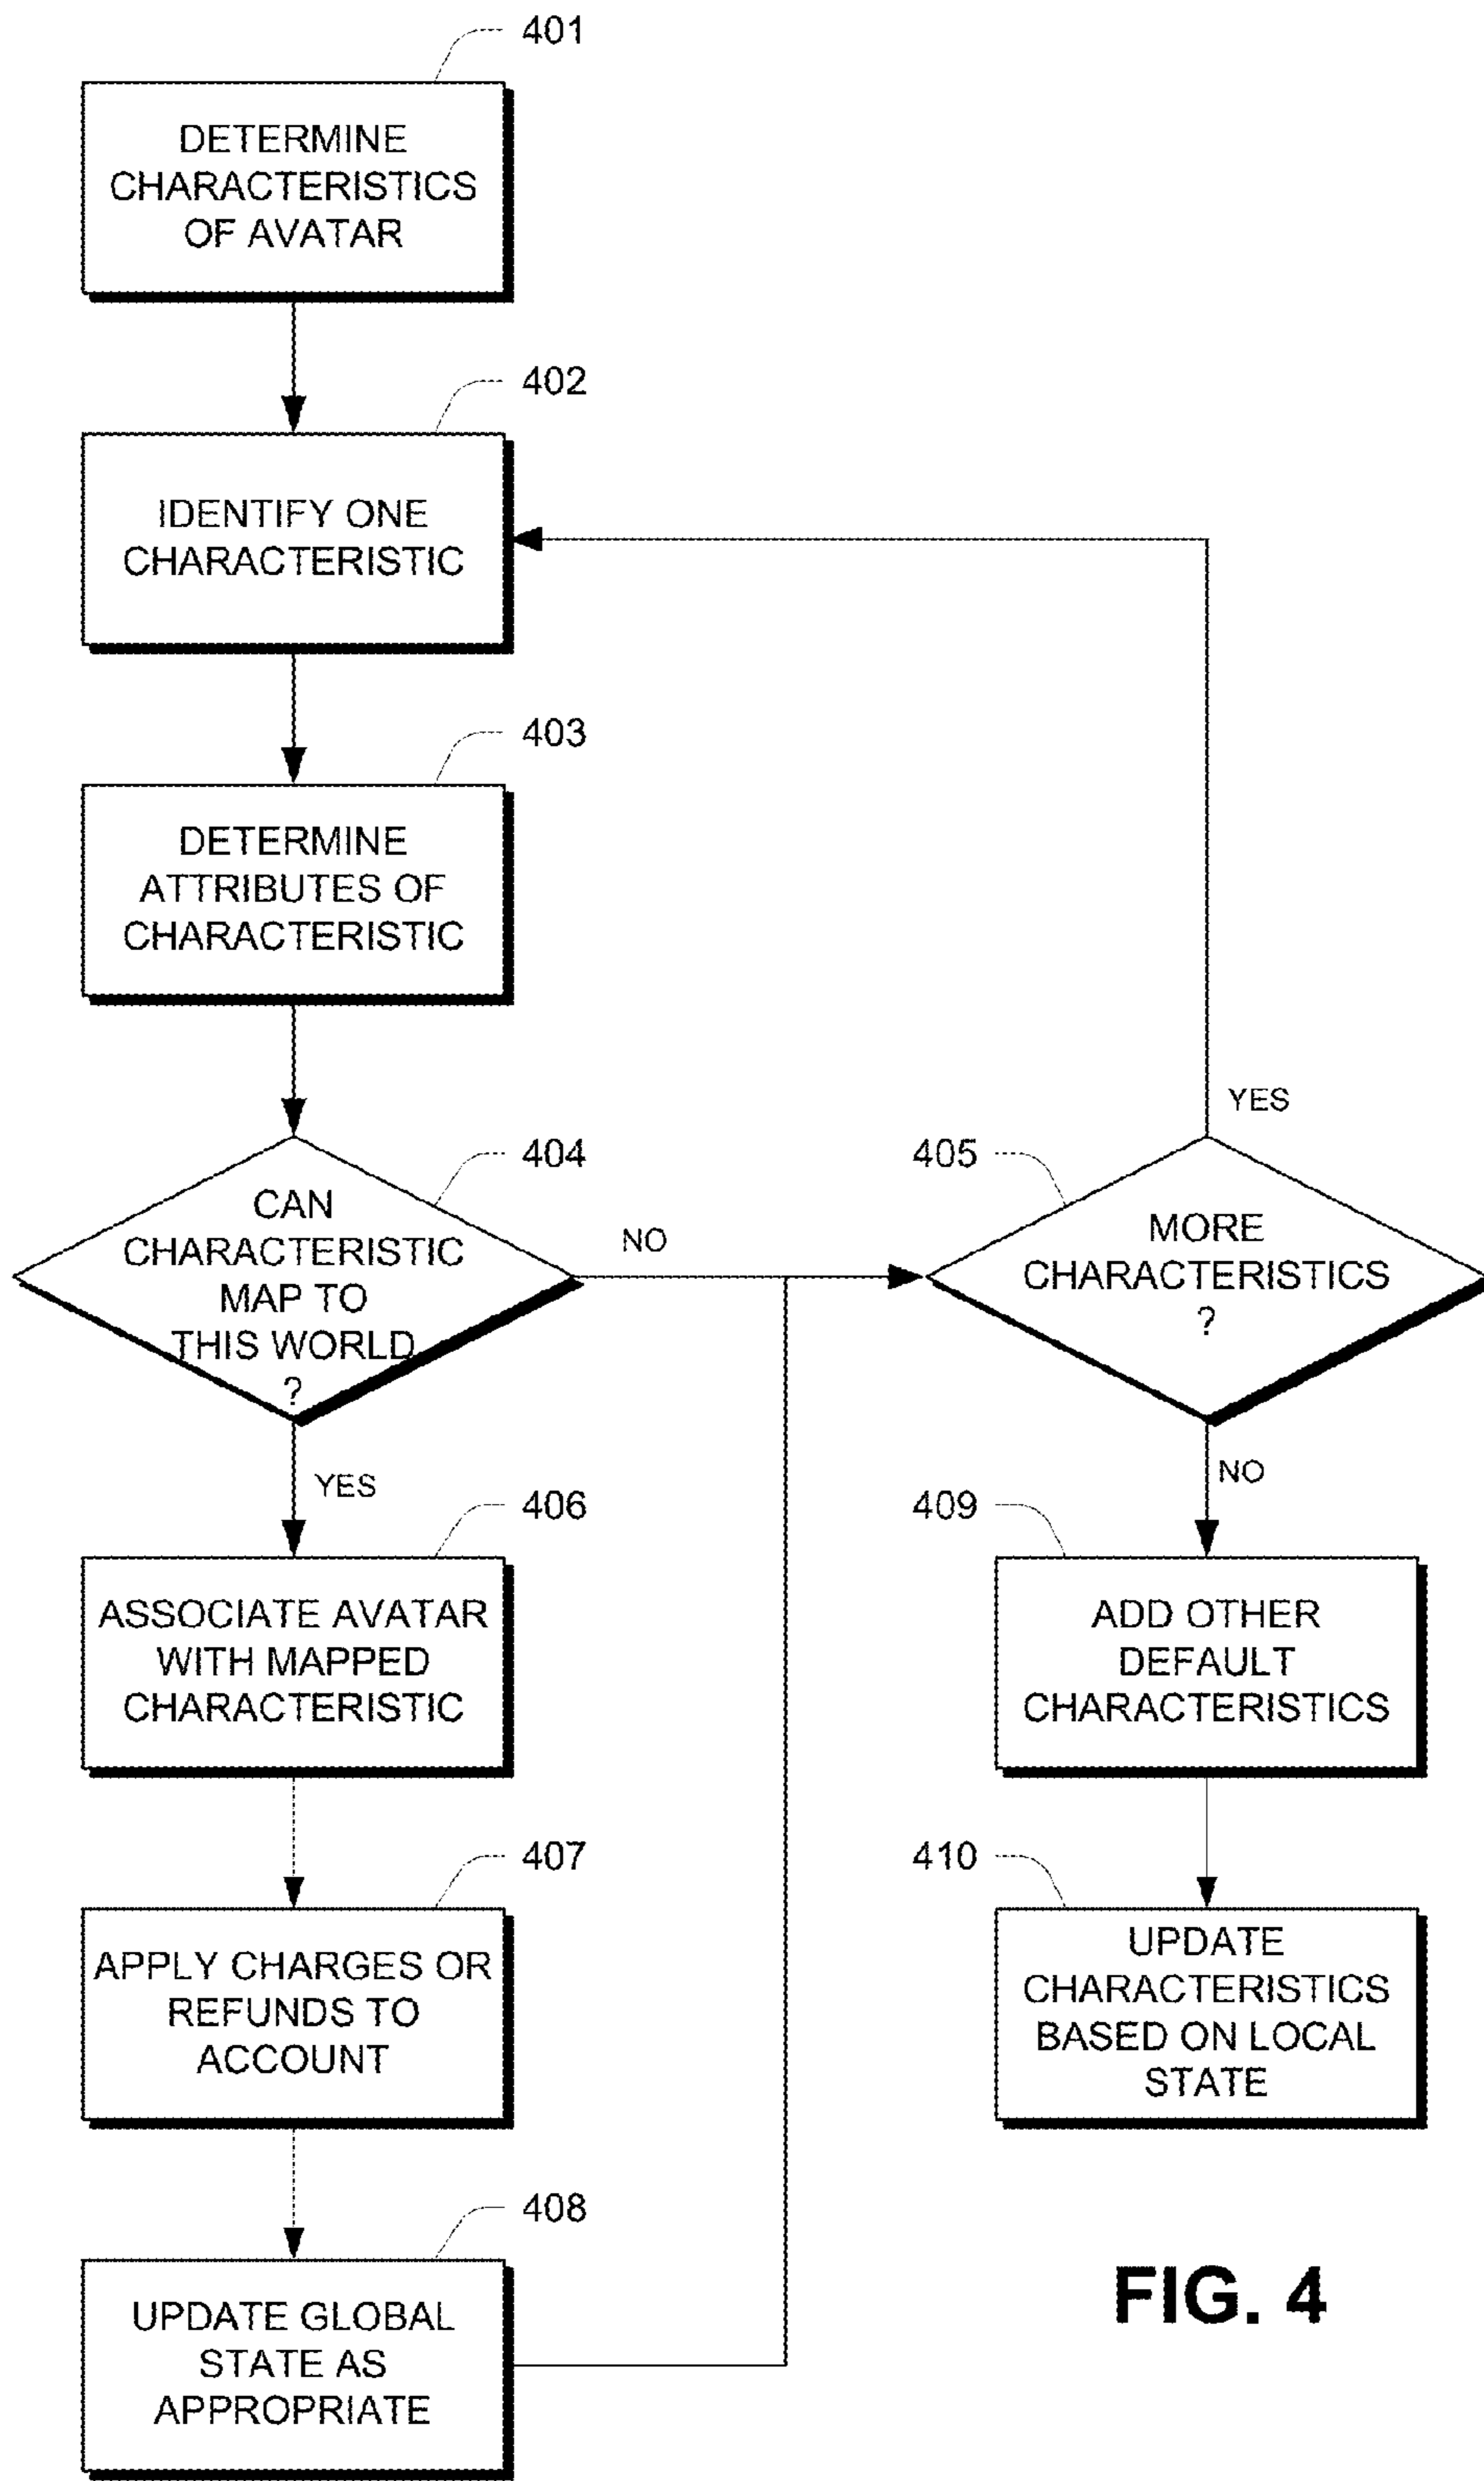 401
DETERMINE
CHARACTERISTICS
OF AVATAR
402
IDENTIFY ONE
CHARACTERISTIC
403
DETERMINE
ATTRIBUTES OF
CHARACTERISTIC
404
CAN
CHARACTERISTIC
MAP TO
THIS WORLD
?
NO
YES
405
MORE
CHARACTERISTICS
?
YES
NO
406
ASSOCIATE AVATAR
WITH MAPPED
CHARACTERISTIC
407
APPLY CHARGES OR
REFUNDS TO
ACCOUNT
408
UPDATE GLOBAL
STATE AS
APPROPRIATE
409
ADD OTHER
DEFAULT
CHARACTERISTICS
410
UPDATE
CHARACTERISTICS
BASED ON LOCAL
STATE
FIG. 4